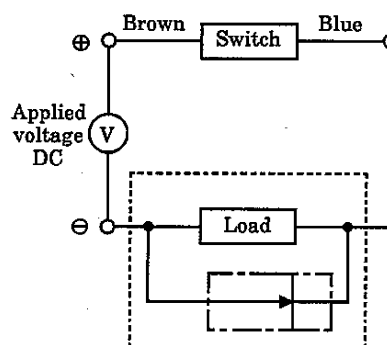 Brown
Switch
Blue
⊕
Applied
voltage
DC
V
⊖
Load